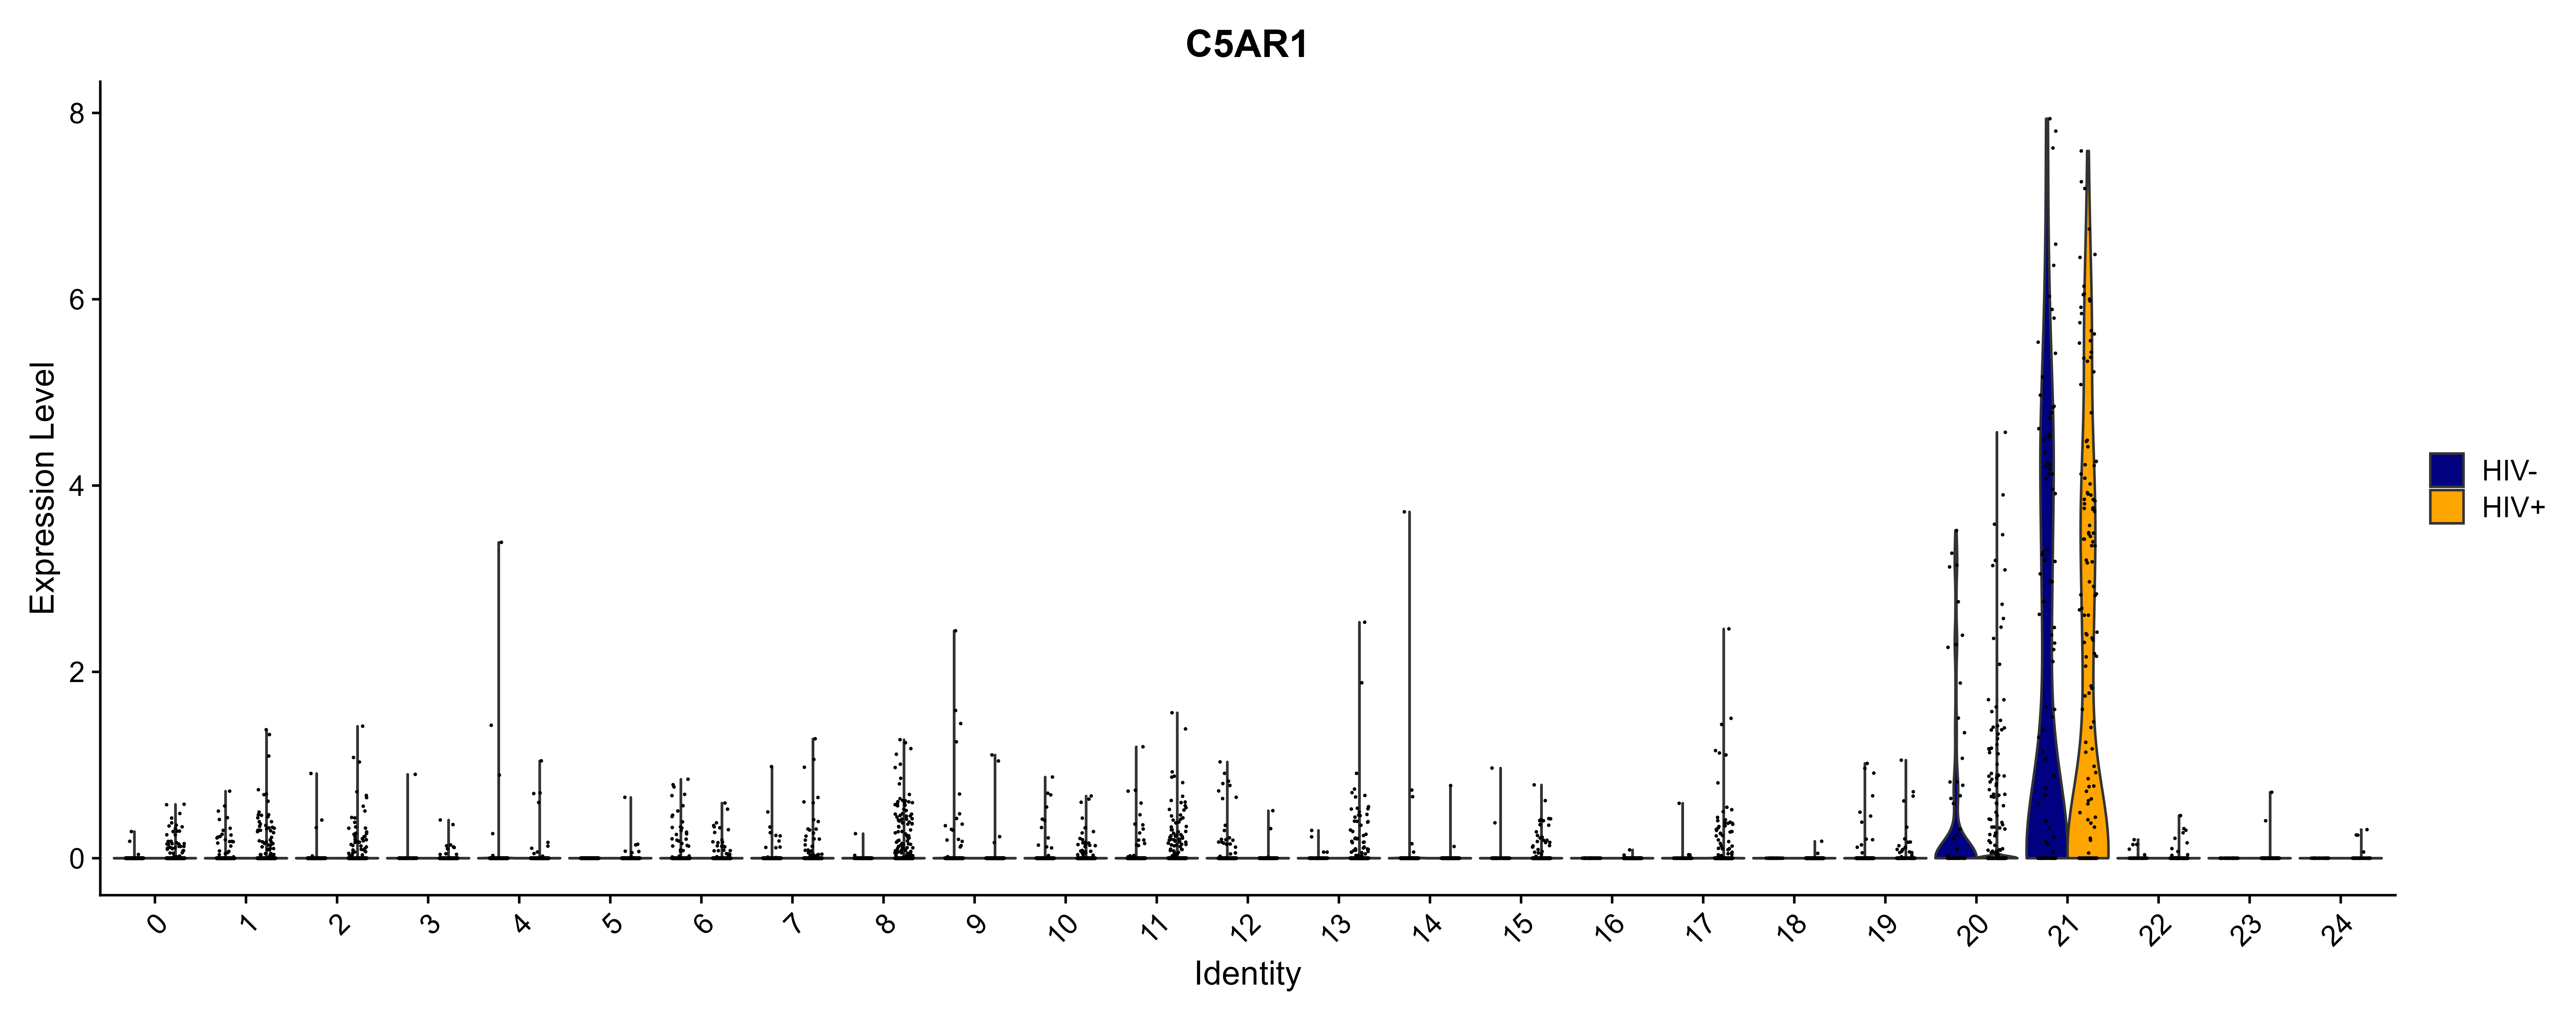 C5AR1
Expression Level
8
6
4
2
0
0 1 2 3 4 5 6 7 8 9 10 11 12 13 14 15 16 17 18 19 20 21 22 23 24
Identity
HIV-
HIV+